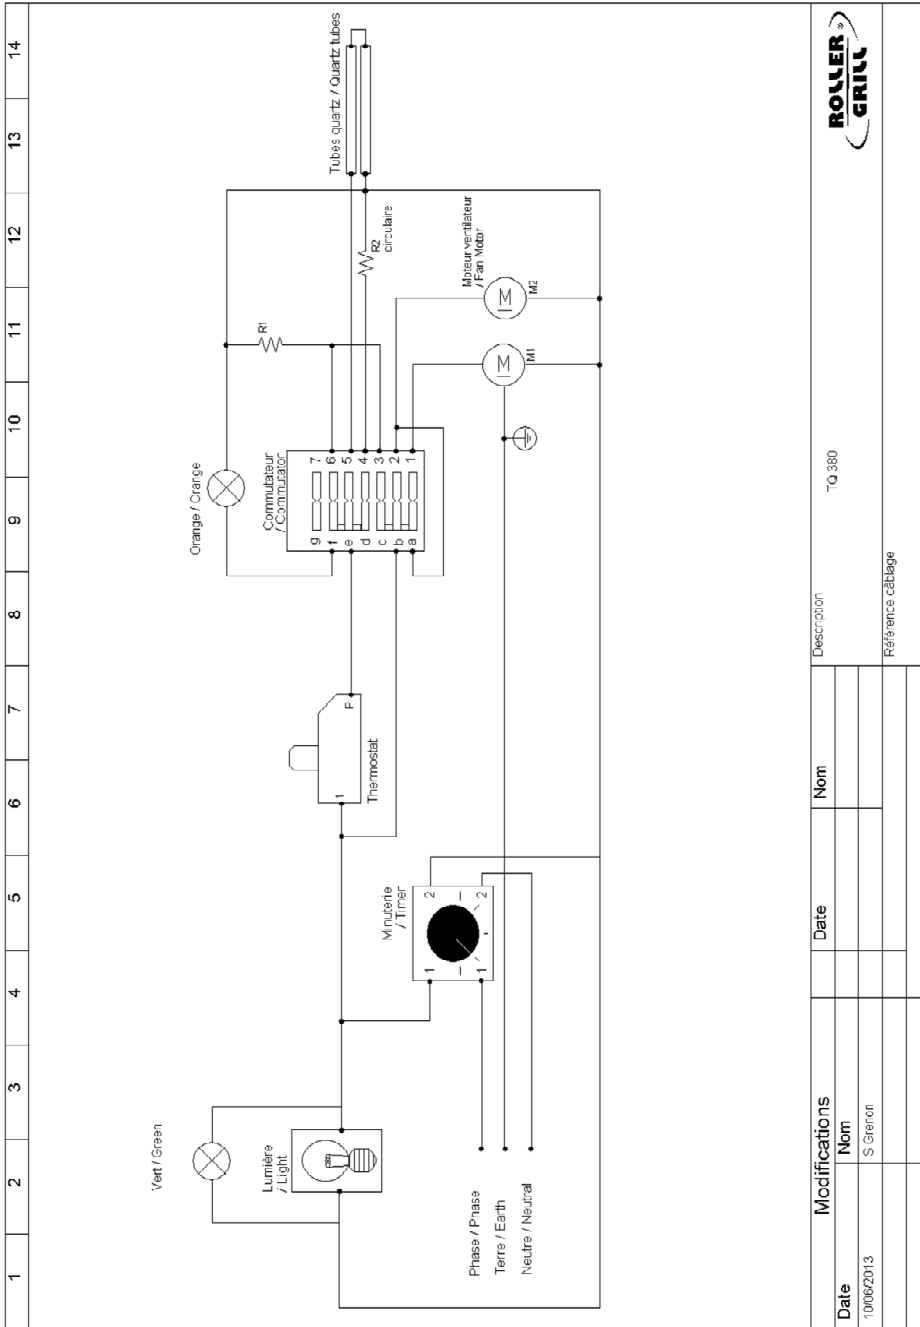 1
2
3
4
5
6
7
8
9
10
11
12
13
14
Vert / Green
Lumière
/ Light
Phase / Phase
Terre / Earth
Neutre / Neutral
Minuterie
/ Timer
1
2
1
2
Thermostat
1
P
Orange / Orange
Commutateur
/ Commutator
g
7
f
6
e
5
d
4
c
3
b
2
a
1
R1
R2
circulaire
Tubes quartz / Quartz tubes
Moteur ventilateur
/ Fan Motor
M
M1
M
M2
Modifications
Date
Nom
Date
Nom
10/06/2013
S Grenon
Description
TQ 380
Référence câblage
ROLLER ®
GRILL